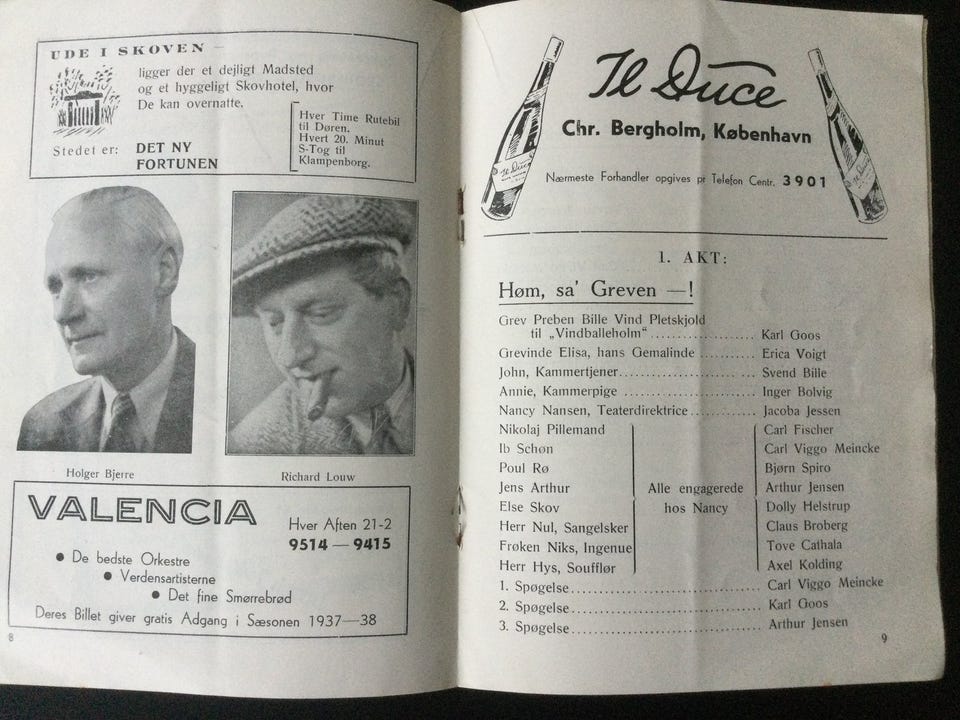 UDE I SKOVEN —
ligger der et dejligt Madsted
og et hyggeligt Skovhotel, hvor
De kan overnatte.
Hver Time Rutebil
til Døren.
Hvert 20. Minut
S-Tog til
Klampenborg.
Stedet er: DET NY
FORTUNEN
Holger Bjerre
Richard Louw
VALENCIA
Hver Aften 21-2
9514 — 9415
● De bedste Orkestre
● Verdensartisterne
● Det fine Smørrebrød
Deres Billet giver gratis Adgang i Sæsonen 1937—38
8
Il Duce
Chr. Bergholm, København
Nærmeste Forhandler opgives pr Telefon Centr. 3901
Il Duce
Il Duce
1. AKT:
Høm, sa' Greven —!
Grev Preben Bille Vind Pletskjold
til „Vindballeholm“ .................... Karl Goos
Grevinde Elisa, hans Gemalinde .......... Erica Voigt
John, Kammertjener....................... Svend Bille
Annie, Kammerpige ....................... Inger Bolvig
Nancy Nansen, Teaterdirektrice............ Jacoba Jessen
Nikolaj Pillemand Carl Fischer
Ib Schøn Carl Viggo Meincke
Poul Rø Bjørn Spiro
Jens Arthur Alle engagerede Arthur Jensen
Else Skov hos Nancy Dolly Helstrup
Herr Nul, Sangelsker Claus Broberg
Frøken Niks, Ingenue Tove Cathala
Herr Hys, Soufflør Axel Kolding
1. Spøgelse.................................. Carl Viggo Meincke
2. Spøgelse.................................. Karl Goos
3. Spøgelse.................................. Arthur Jensen
9